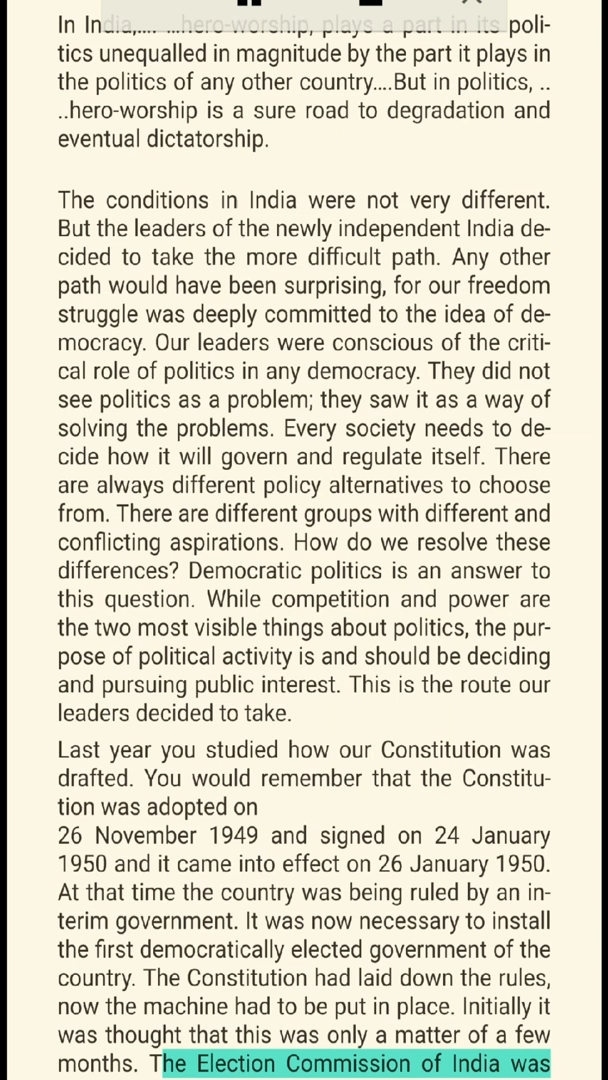 In India,.... ...hero-worship, plays a part in its poli-
tics unequalled in magnitude by the part it plays in
the politics of any other country....But in politics, ..
..hero-worship is a sure road to degradation and
eventual dictatorship.
The conditions in India were not very different.
But the leaders of the newly independent India de-
cided to take the more difficult path. Any other
path would have been surprising, for our freedom
struggle was deeply committed to the idea of de-
mocracy. Our leaders were conscious of the criti-
cal role of politics in any democracy. They did not
see politics as a problem; they saw it as a way of
solving the problems. Every society needs to de-
cide how it will govern and regulate itself. There
are always different policy alternatives to choose
from. There are different groups with different and
conflicting aspirations. How do we resolve these
differences? Democratic politics is an answer to
this question. While competition and power are
the two most visible things about politics, the pur-
pose of political activity is and should be deciding
and pursuing public interest. This is the route our
leaders decided to take.
Last year you studied how our Constitution was
drafted. You would remember that the Constitu-
tion was adopted on
26 November 1949 and signed on 24 January
1950 and it came into effect on 26 January 1950.
At that time the country was being ruled by an in-
terim government. It was now necessary to install
the first democratically elected government of the
country. The Constitution had laid down the rules,
now the machine had to be put in place. Initially it
was thought that this was only a matter of a few
months. The Election Commission of India was